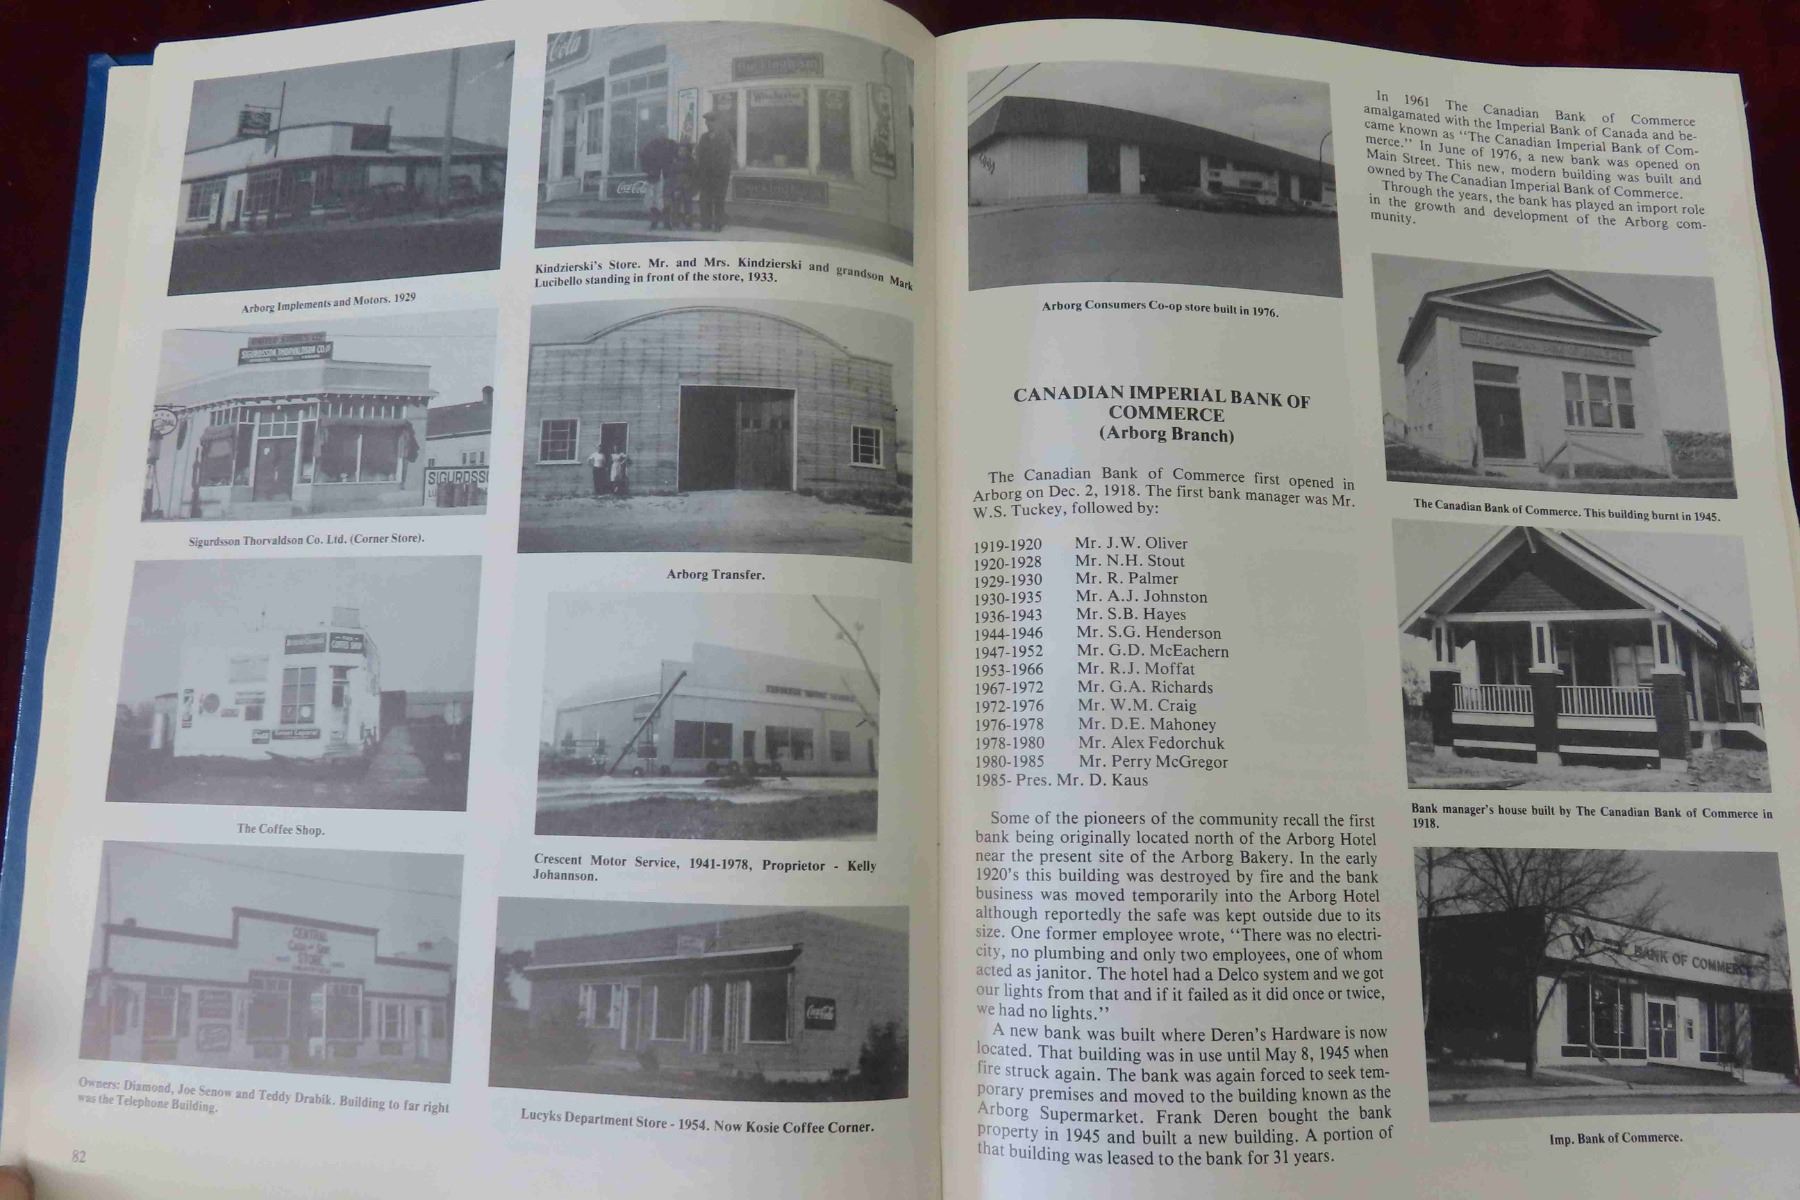 Cola
Arborg Implements and Motors. 1929
SIGURDSSON THORVALDSON CO.
SIGURDSS
Sigurdsson Thorvaldson Co. Ltd. (Corner Store).
COFFEE SHOP
The Coffee Shop.
CENTRAL
CASH and SAVE
STORE
Owners: Diamond, Joe Senow and Teddy Drabik. Building to far right
was the Telephone Building.
82
Coca-Cola
Kindzierski's Store. Mr. and Mrs. Kindzierski and grandson Mark
Lucibello standing in front of the store, 1933.
Arborg Transfer.
Crescent Motor Service, 1941-1978, Proprietor - Kelly
Johannson.
Coca-Cola
Lucyks Department Store - 1954. Now Kosie Coffee Corner.
Arborg Consumers Co-op store built in 1976.
CANADIAN IMPERIAL BANK OF
COMMERCE
(Arborg Branch)
The Canadian Bank of Commerce first opened in
Arborg on Dec. 2, 1918. The first bank manager was Mr.
W.S. Tuckey, followed by:
1919-1920 Mr. J.W. Oliver
1920-1928 Mr. N.H. Stout
1929-1930 Mr. R. Palmer
1930-1935 Mr. A.J. Johnston
1936-1943 Mr. S.B. Hayes
1944-1946 Mr. S.G. Henderson
1947-1952 Mr. G.D. McEachern
1953-1966 Mr. R.J. Moffat
1967-1972 Mr. G.A. Richards
1972-1976 Mr. W.M. Craig
1976-1978 Mr. D.E. Mahoney
1978-1980 Mr. Alex Fedorchuk
1980-1985 Mr. Perry McGregor
1985- Pres. Mr. D. Kaus
Some of the pioneers of the community recall the first
bank being originally located north of the Arborg Hotel
near the present site of the Arborg Bakery. In the early
1920's this building was destroyed by fire and the bank
business was moved temporarily into the Arborg Hotel
although reportedly the safe was kept outside due to its
size. One former employee wrote, "There was no electri-
city, no plumbing and only two employees, one of whom
acted as janitor. The hotel had a Delco system and we got
our lights from that and if it failed as it did once or twice,
we had no lights."
A new bank was built where Deren's Hardware is now
located. That building was in use until May 8, 1945 when
fire struck again. The bank was again forced to seek tem-
porary premises and moved to the building known as the
Arborg Supermarket. Frank Deren bought the bank
property in 1945 and built a new building. A portion of
that building was leased to the bank for 31 years.
In 1961 The Canadian Bank of Commerce
amalgamated with the Imperial Bank of Canada and be-
came known as "The Canadian Imperial Bank of Com-
merce." In June of 1976, a new bank was opened on
Main Street. This new, modern building was built and
owned by The Canadian Imperial Bank of Commerce.
Through the years, the bank has played an import role
in the growth and development of the Arborg com-
munity.
The Canadian Bank of Commerce. This building burnt in 1945.
Bank manager's house built by The Canadian Bank of Commerce in
1918.
BANK OF COMMERCE
Imp. Bank of Commerce.